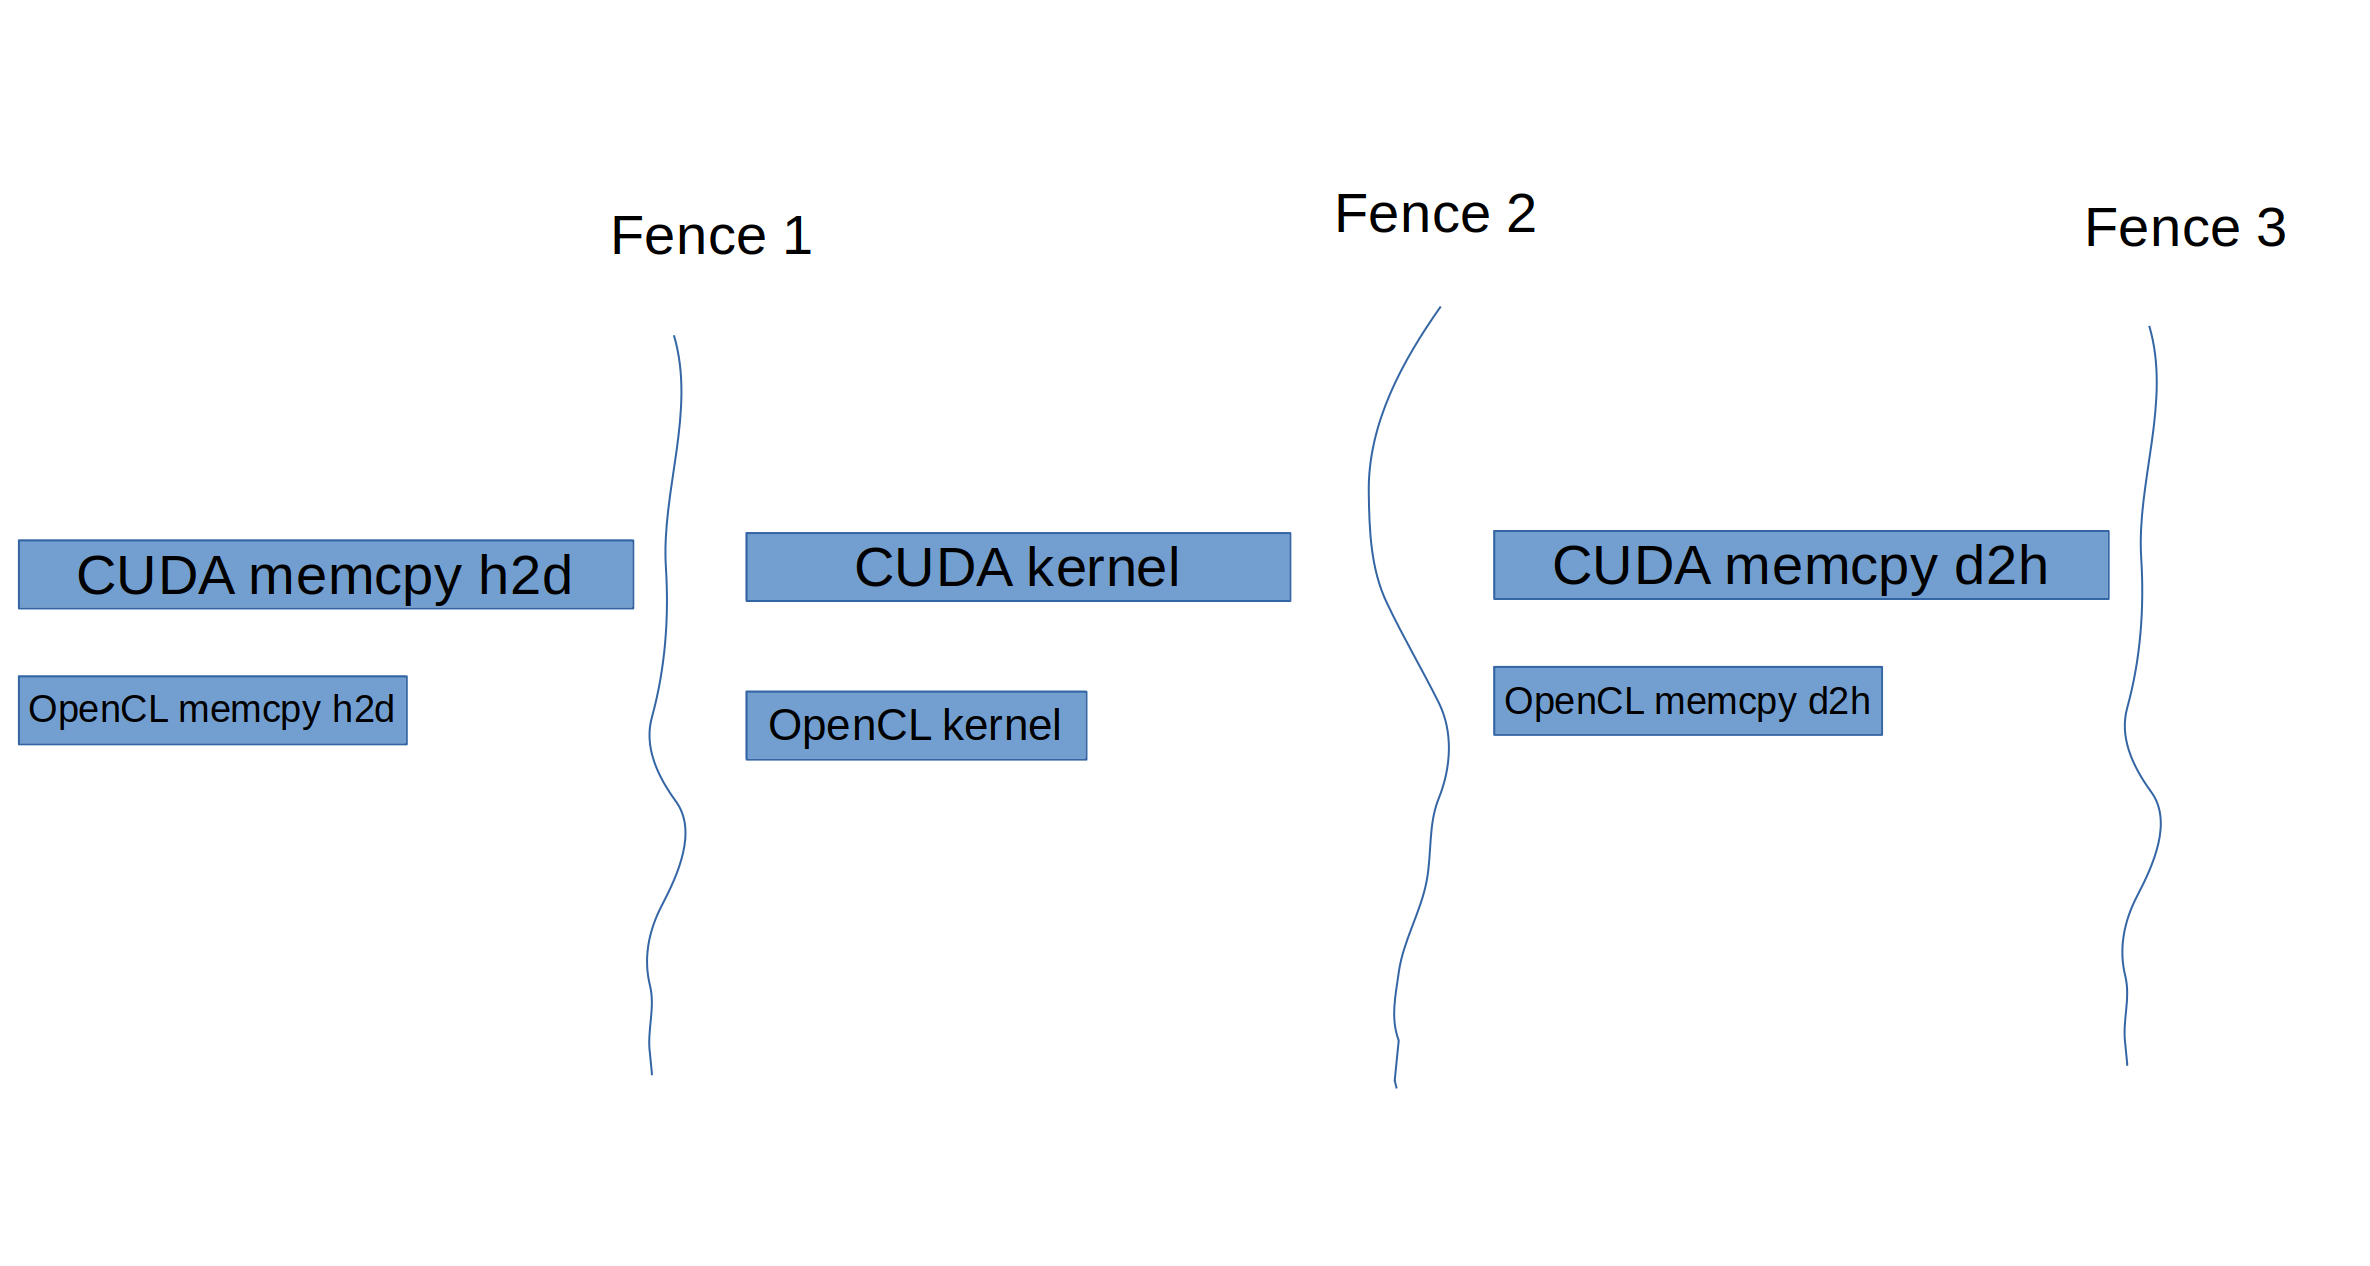 Fence 1
Fence 2
Fence 3
CUDA memcpy h2d
CUDA kernel
CUDA memcpy d2h
OpenCL memcpy h2d
OpenCL kernel
OpenCL memcpy d2h